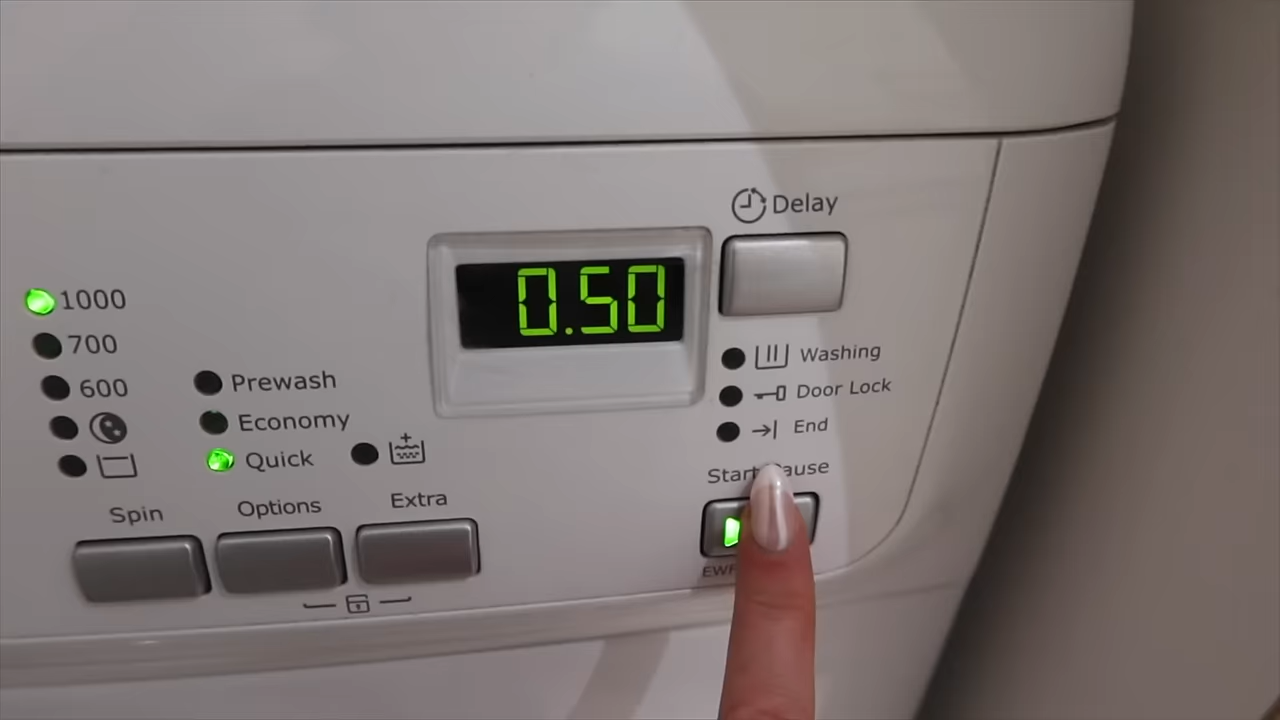 Delay
0.50
1000
700
600
Prewash
Economy
Quick
Washing
Door Lock
End
Spin
Options
Extra